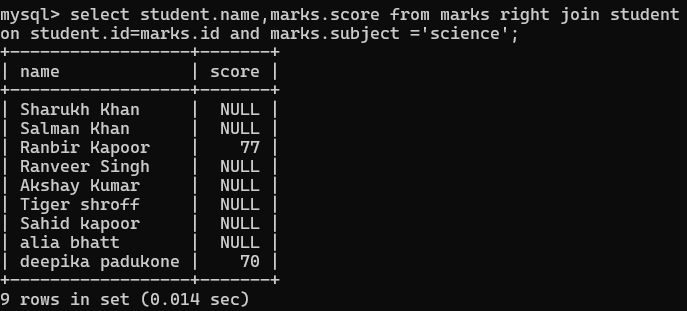 mysql> select student.name,marks.score from marks right join student
on student.id=marks.id and marks.subject ='science';
+------------------+-------+
| name             | score |
+------------------+-------+
| Sharukh Khan     |  NULL |
| Salman Khan      |  NULL |
| Ranbir Kapoor    |    77 |
| Ranveer Singh    |  NULL |
| Akshay Kumar     |  NULL |
| Tiger shroff     |  NULL |
| Sahid kapoor     |  NULL |
| alia bhatt       |  NULL |
| deepika padukone |    70 |
+------------------+-------+
9 rows in set (0.014 sec)